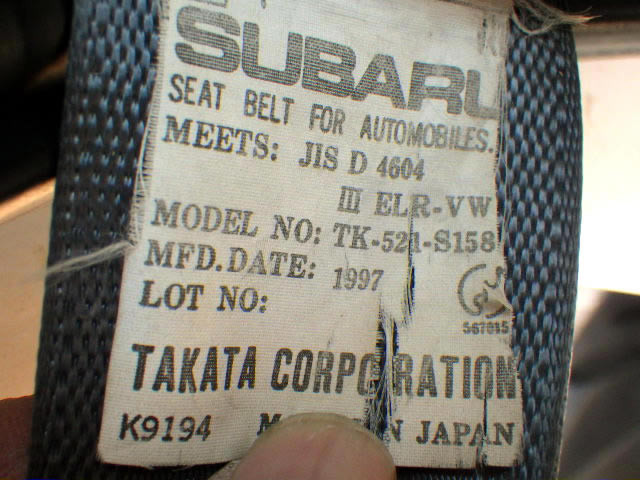 SUBARU
SEAT BELT FOR AUTOMOBILES.
MEETS: JIS D 4604
III ELR-VW
MODEL NO: TK-521-S158
MFD.DATE: 1997
LOT NO:
567015
TAKATA CORPORATION
K9194 M N JAPAN